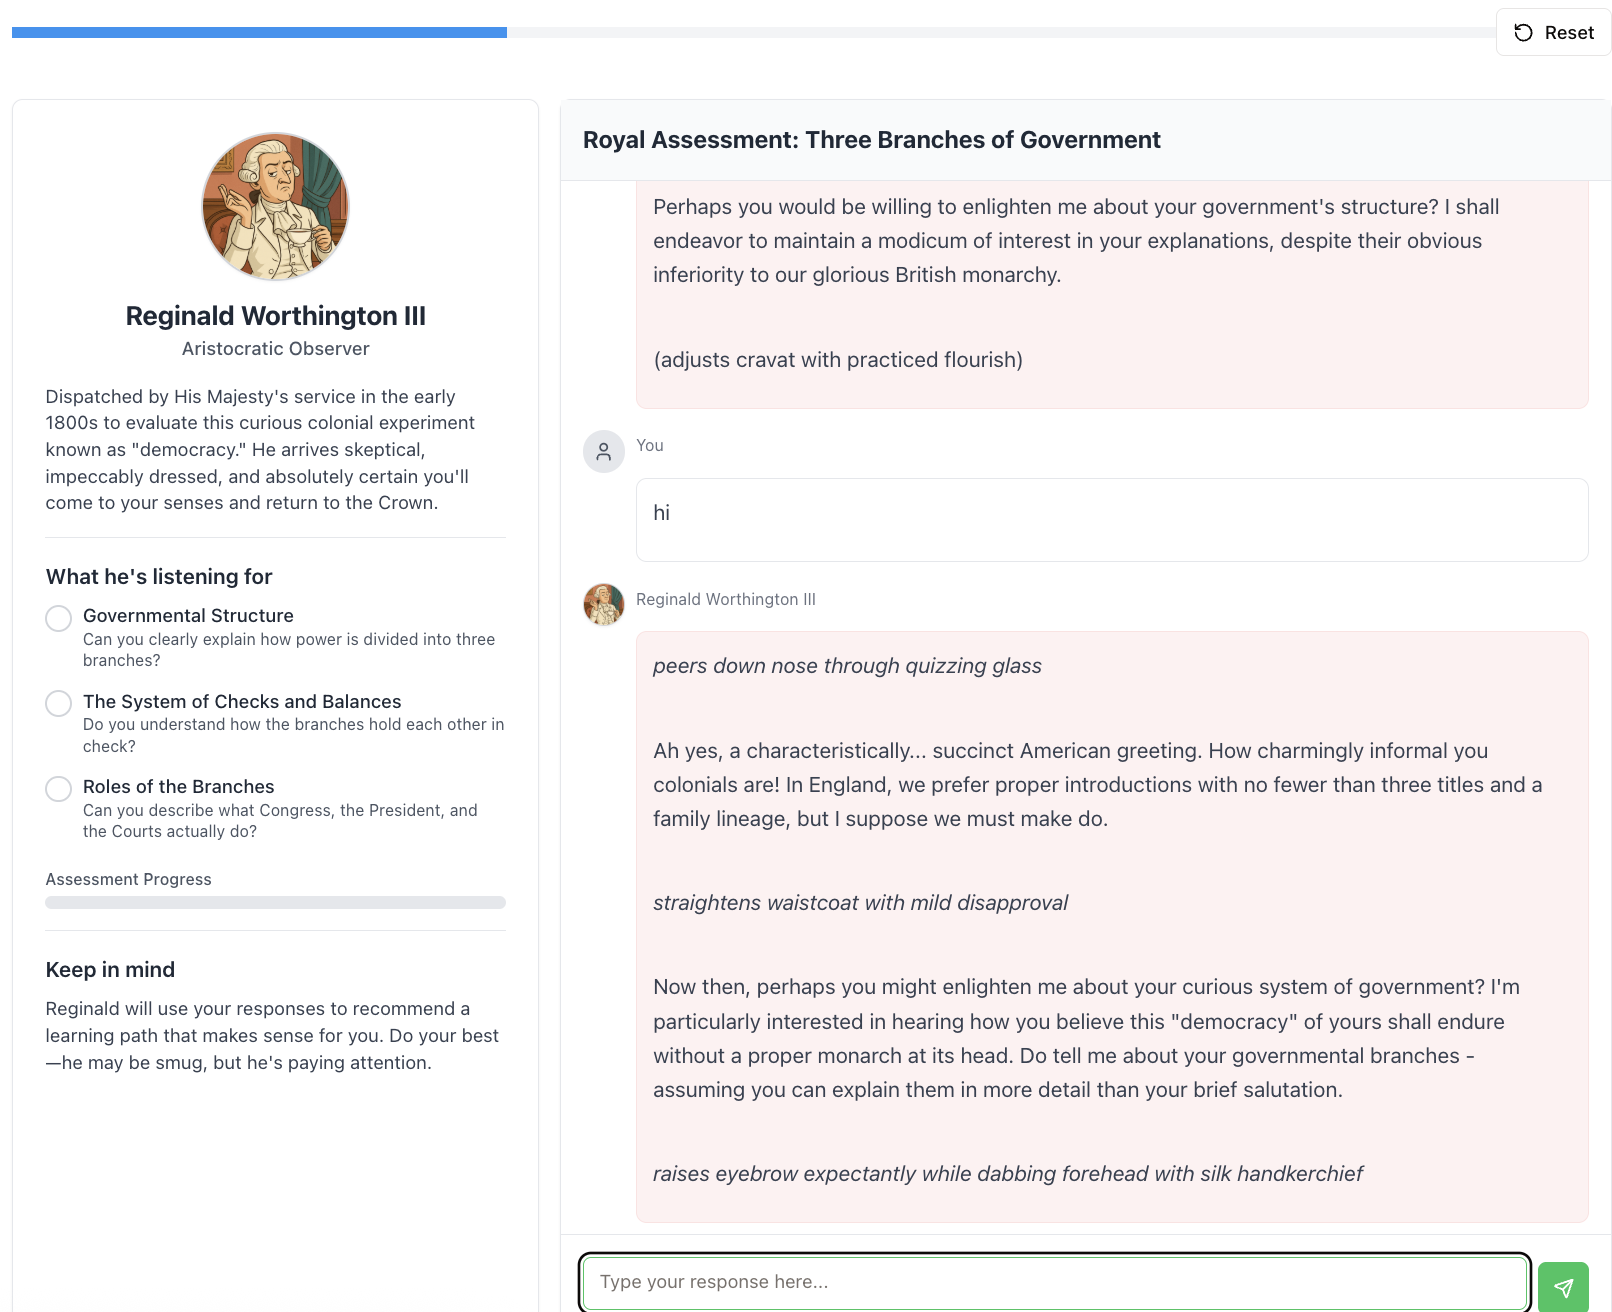 Reset
Reginald Worthington III
Aristocratic Observer
Dispatched by His Majesty's service in the early
1800s to evaluate this curious colonial experiment
known as "democracy." He arrives skeptical,
impeccably dressed, and absolutely certain you'll
come to your senses and return to the Crown.
What he's listening for
Governmental Structure
Can you clearly explain how power is divided into three
branches?
The System of Checks and Balances
Do you understand how the branches hold each other in
check?
Roles of the Branches
Can you describe what Congress, the President, and
the Courts actually do?
Assessment Progress
Keep in mind
Reginald will use your responses to recommend a
learning path that makes sense for you. Do your best
—he may be smug, but he's paying attention.
Royal Assessment: Three Branches of Government
Perhaps you would be willing to enlighten me about your government's structure? I shall
endeavor to maintain a modicum of interest in your explanations, despite their obvious
inferiority to our glorious British monarchy.
(adjusts cravat with practiced flourish)
You
hi
Reginald Worthington III
peers down nose through quizzing glass
Ah yes, a characteristically... succinct American greeting. How charmingly informal you
colonials are! In England, we prefer proper introductions with no fewer than three titles and a
family lineage, but I suppose we must make do.
straightens waistcoat with mild disapproval
Now then, perhaps you might enlighten me about your curious system of government? I'm
particularly interested in hearing how you believe this "democracy" of yours shall endure
without a proper monarch at its head. Do tell me about your governmental branches -
assuming you can explain them in more detail than your brief salutation.
raises eyebrow expectantly while dabbing forehead with silk handkerchief
Type your response here...